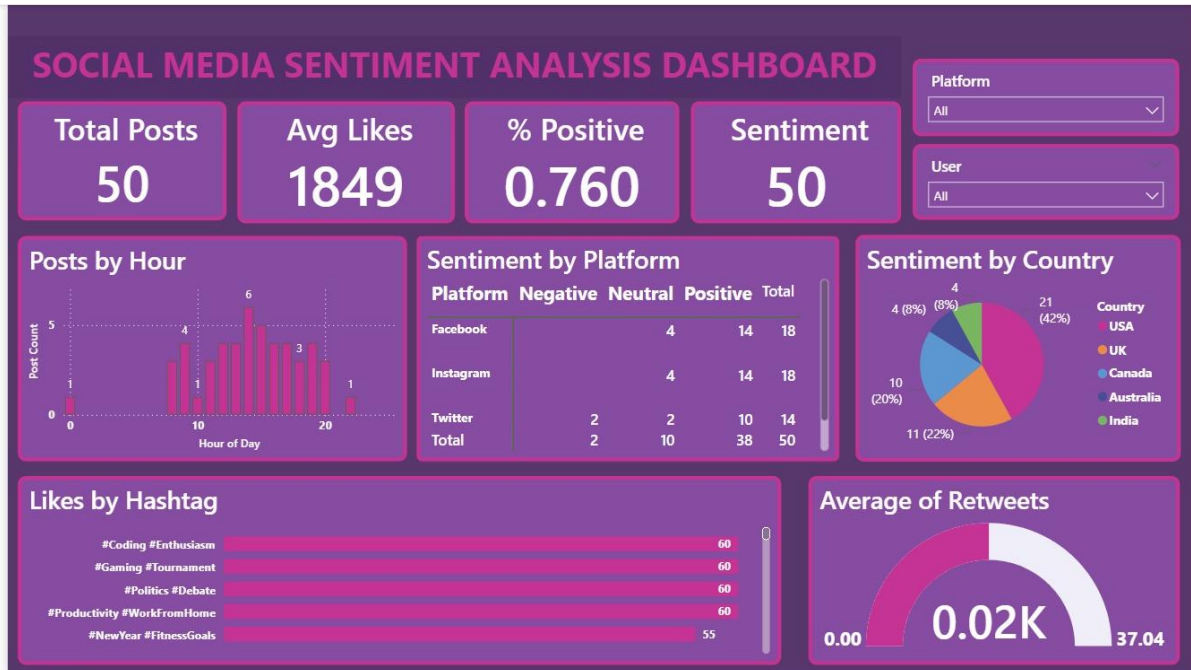 SOCIAL MEDIA SENTIMENT ANALYSIS DASHBOARD
Platform
All
User
All
Total Posts
50
Avg Likes
1849
% Positive
0.760
Sentiment
50
Posts by Hour
Post Count
5
0
1
4
1
6
3
1
0
10
20
Hour of Day
Sentiment by Platform
Platform Negative Neutral Positive Total
Facebook 4 14 18
Instagram 4 14 18
Twitter 2 2 10 14
Total 2 10 38 50
Sentiment by Country
21
(42%)
11 (22%)
10
(20%)
4 (8%)
4
(8%)
Country
USA
UK
Canada
Australia
India
Likes by Hashtag
#Coding #Enthusiasm 60
#Gaming #Tournament 60
#Politics #Debate 60
#Productivity #WorkFromHome 60
#NewYear #FitnessGoals 55
Average of Retweets
0.02K
0.00
37.04